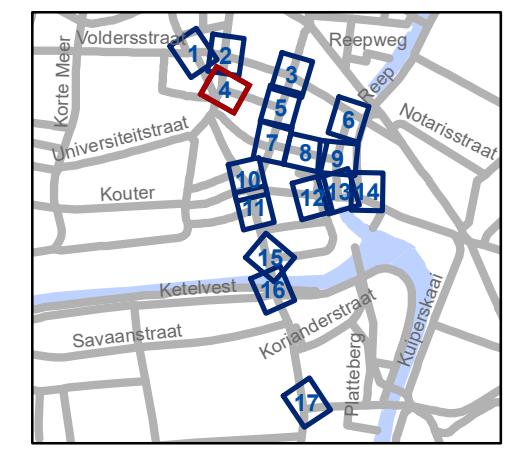 Voldersstraat
Reepweg
Korte Meer
Reep
Notarisstraat
Universiteitstraat
Kouter
Ketelvest
Savaanstraat
Korianderstraat
Platteberg
Kuiperskaai
1
2
3
4
5
6
7
8
9
10
11
12
13
14
15
16
17